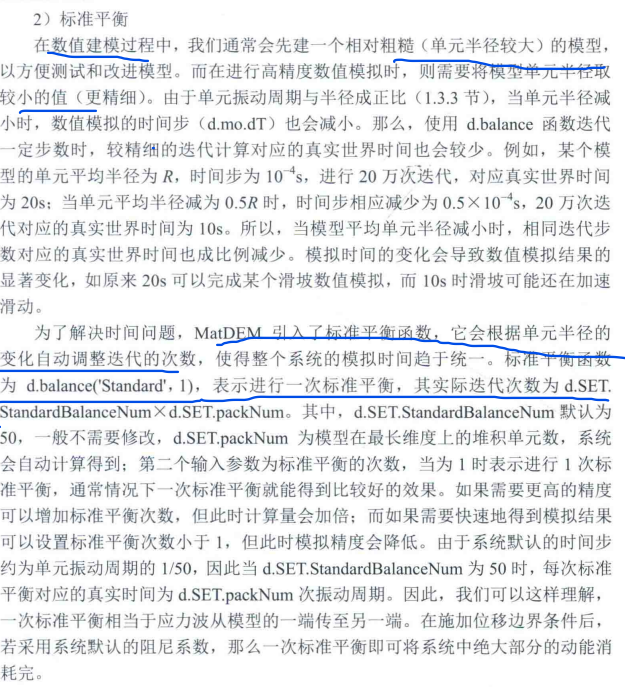 2）标准平衡
在数值建模过程中，我们通常会先建一个相对粗糙（单元半径较大）的模型，
以方便测试和改进模型。而在进行高精度数值模拟时，则需要将模型单元半径取
较小的值（更精细）。由于单元振动周期与半径成正比（1.3.3 节），当单元半径减
小时，数值模拟的时间步（d.mo.dT）也会减小。那么，使用 d.balance 函数迭代
一定步数时，较精细的迭代计算对应的真实世界时间也会较少。例如，某个模
型的单元平均半径为 R，时间步为 10⁻⁴s，进行 20 万次迭代，对应真实世界时间
为 20s；当单元平均半径减为 0.5R 时，时间步相应减少为 0.5×10⁻⁴s，20 万次迭
代对应的真实世界时间为 10s。所以，当模型平均单元半径减小时，相同迭代步
数对应的真实世界时间也成比例减少。模拟时间的变化会导致数值模拟结果的
显著变化，如原来 20s 可以完成某个滑坡数值模拟，而 10s 时滑坡可能还在加速
滑动。
为了解决时间问题，MatDEM 引入了标准平衡函数，它会根据单元半径的
变化自动调整迭代的次数，使得整个系统的模拟时间趋于统一。标准平衡函数
为 d.balance('Standard', 1)，表示进行一次标准平衡，其实际迭代次数为 d.SET.
StandardBalanceNum×d.SET.packNum。其中，d.SET.StandardBalanceNum 默认为
50，一般不需要修改，d.SET.packNum 为模型在最长维度上的堆积单元数，系统
会自动计算得到；第二个输入参数为标准平衡的次数，当为 1 时表示进行 1 次标
准平衡，通常情况下一次标准平衡就能得到比较好的效果。如果需要更高的精度
可以增加标准平衡次数，但此时计算量会加倍；而如果需要快速地得到模拟结果
可以设置标准平衡次数小于 1，但此时模拟精度会降低。由于系统默认的时间步
约为单元振动周期的 1/50，因此当 d.SET.StandardBalanceNum 为 50 时，每次标准
平衡对应的真实时间为 d.SET.packNum 次振动周期。因此，我们可以这样理解，
一次标准平衡相当于应力波从模型的一端传至另一端。在施加位移边界条件后，
若采用系统默认的阻尼系数，那么一次标准平衡即可将系统中绝大部分的动能消
耗完。